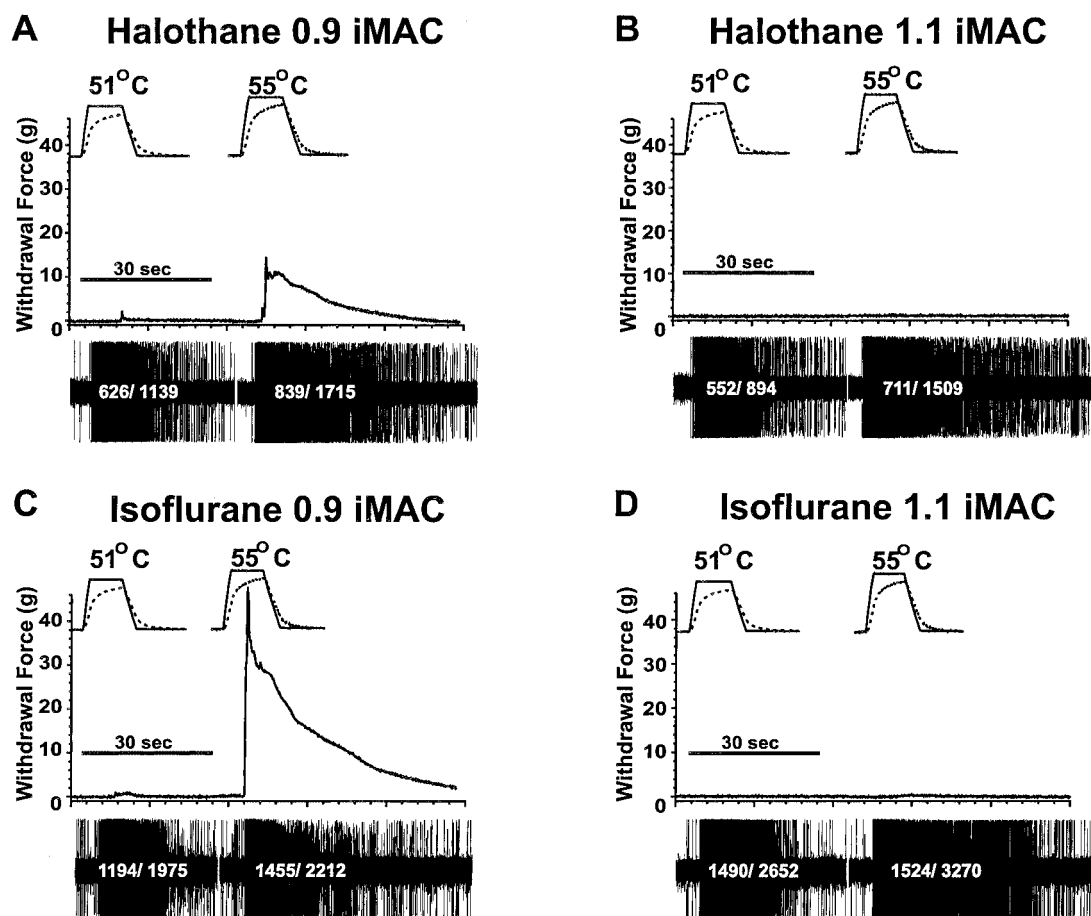 A
Halothane 0.9 iMAC
51°C
55°C
Withdrawal Force (g)
40
30
20
10
0
30 sec
626/ 1139
839/ 1715
B
Halothane 1.1 iMAC
51°C
55°C
Withdrawal Force (g)
40
30
20
10
0
30 sec
552/ 894
711/ 1509
C
Isoflurane 0.9 iMAC
51°C
55°C
Withdrawal Force (g)
40
30
20
10
0
30 sec
1194/ 1975
1455/ 2212
D
Isoflurane 1.1 iMAC
51°C
55°C
Withdrawal Force (g)
40
30
20
10
0
30 sec
1490/ 2652
1524/ 3270